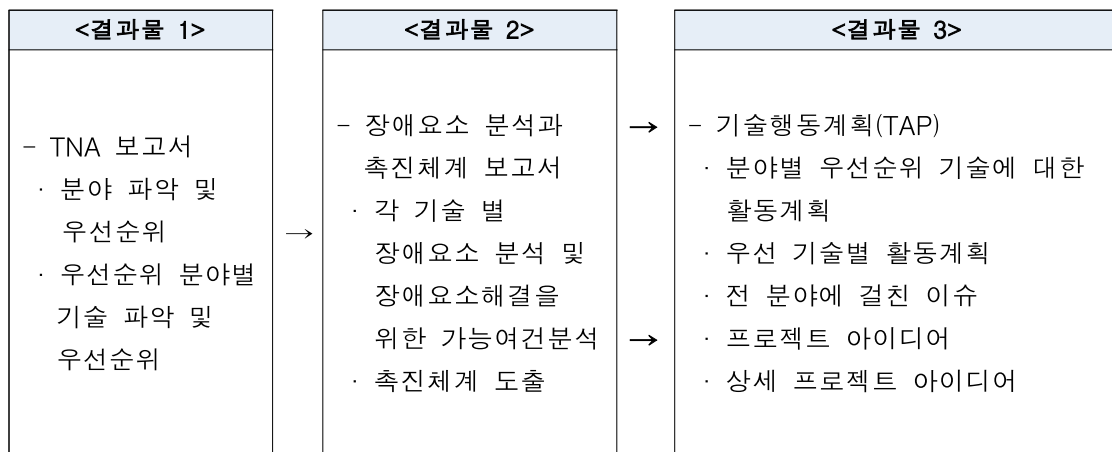 <결과물 1>
- TNA 보고서
· 분야 파악 및
우선순위
· 우선순위 분야별
기술 파악 및
우선순위
→
<결과물 2>
- 장애요소 분석과
촉진체계 보고서
· 각 기술 별
장애요소 분석 및
장애요소해결을
위한 가능여건분석
· 촉진체계 도출
→
→
<결과물 3>
- 기술행동계획(TAP)
· 분야별 우선순위 기술에 대한
활동계획
· 우선 기술별 활동계획
· 전 분야에 걸친 이슈
· 프로젝트 아이디어
· 상세 프로젝트 아이디어